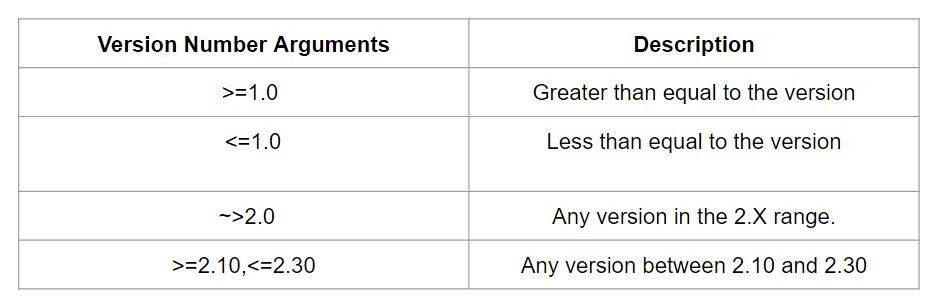 Version Number Arguments Description
>=1.0 Greater than equal to the version
<=1.0 Less than equal to the version
~>2.0 Any version in the 2.X range.
>=2.10,<=2.30 Any version between 2.10 and 2.30